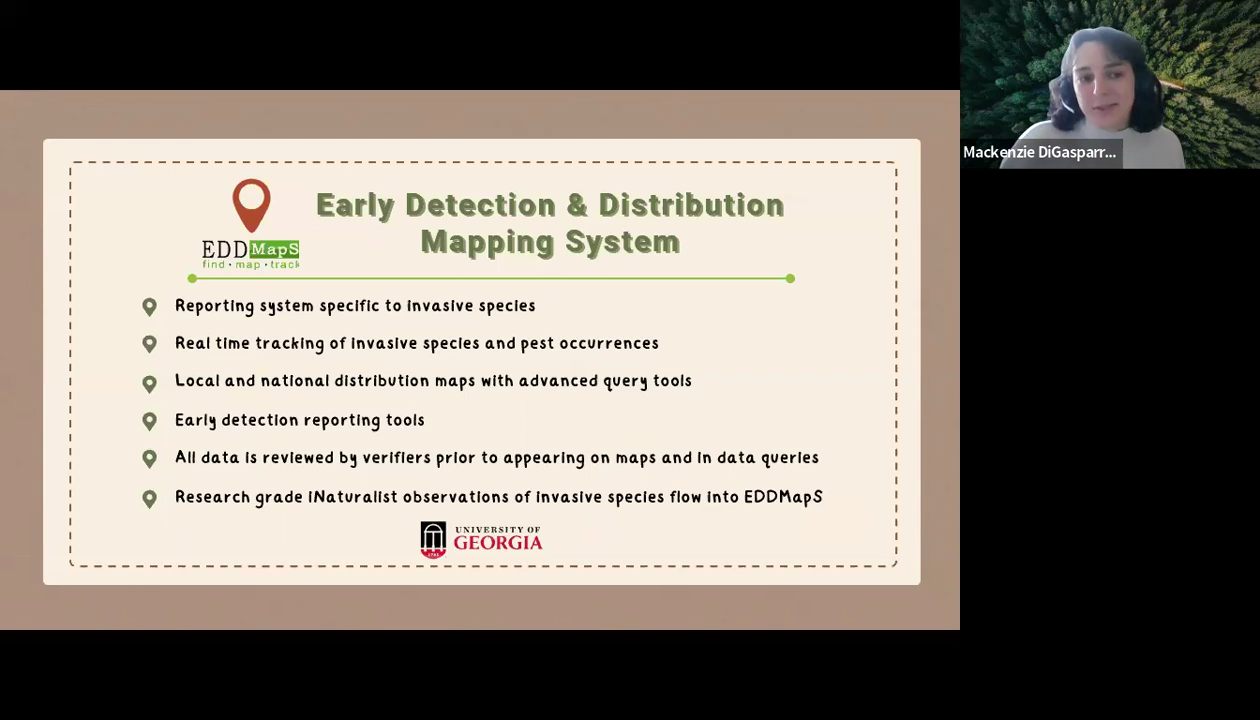 Early Detection & Distribution
Mapping System
EDDMapS
find · map · track
Reporting system specific to invasive species
Real time tracking of invasive species and pest occurrences
Local and national distribution maps with advanced query tools
Early detection reporting tools
All data is reviewed by verifiers prior to appearing on maps and in data queries
Research grade iNaturalist observations of invasive species flow into EDDMapS
UNIVERSITY OF
GEORGIA
1785
Mackenzie DiGasparr...